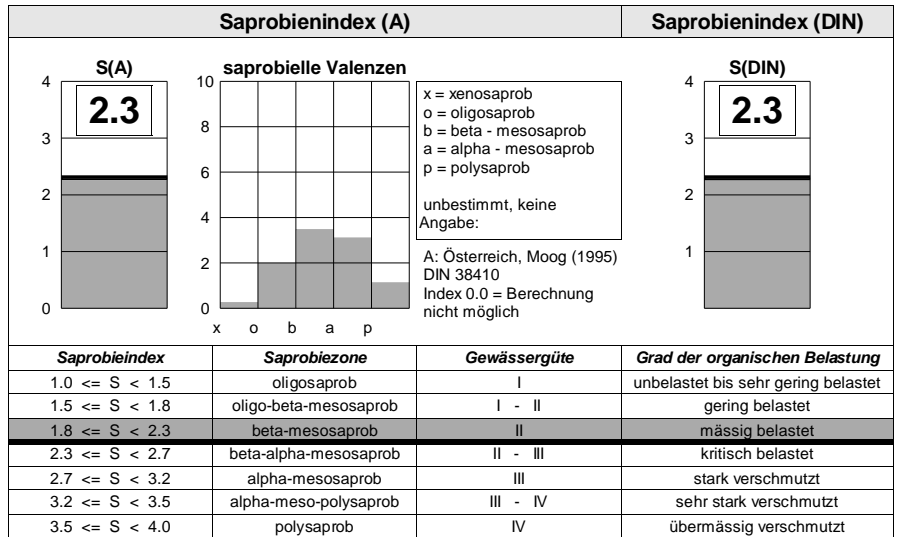 Saprobienindex (A) Saprobienindex (DIN)
S(A)
4
3
2
1
0
2.3
saprobielle Valenzen
10
8
6
4
2
0
x o b a p
x = xenosaprob
o = oligosaprob
b = beta - mesosaprob
a = alpha - mesosaprob
p = polysaprob
unbestimmt, keine
Angabe:
A: Österreich, Moog (1995)
DIN 38410
Index 0.0 = Berechnung
nicht möglich
S(DIN)
4
3
2
1
0
2.3
Saprobieindex Saprobiezone Gewässergüte Grad der organischen Belastung
1.0 <= S < 1.5 oligosaprob I unbelastet bis sehr gering belastet
1.5 <= S < 1.8 oligo-beta-mesosaprob I - II gering belastet
1.8 <= S < 2.3 beta-mesosaprob II mässig belastet
2.3 <= S < 2.7 beta-alpha-mesosaprob II - III kritisch belastet
2.7 <= S < 3.2 alpha-mesosaprob III stark verschmutzt
3.2 <= S < 3.5 alpha-meso-polysaprob III - IV sehr stark verschmutzt
3.5 <= S < 4.0 polysaprob IV übermässig verschmutzt